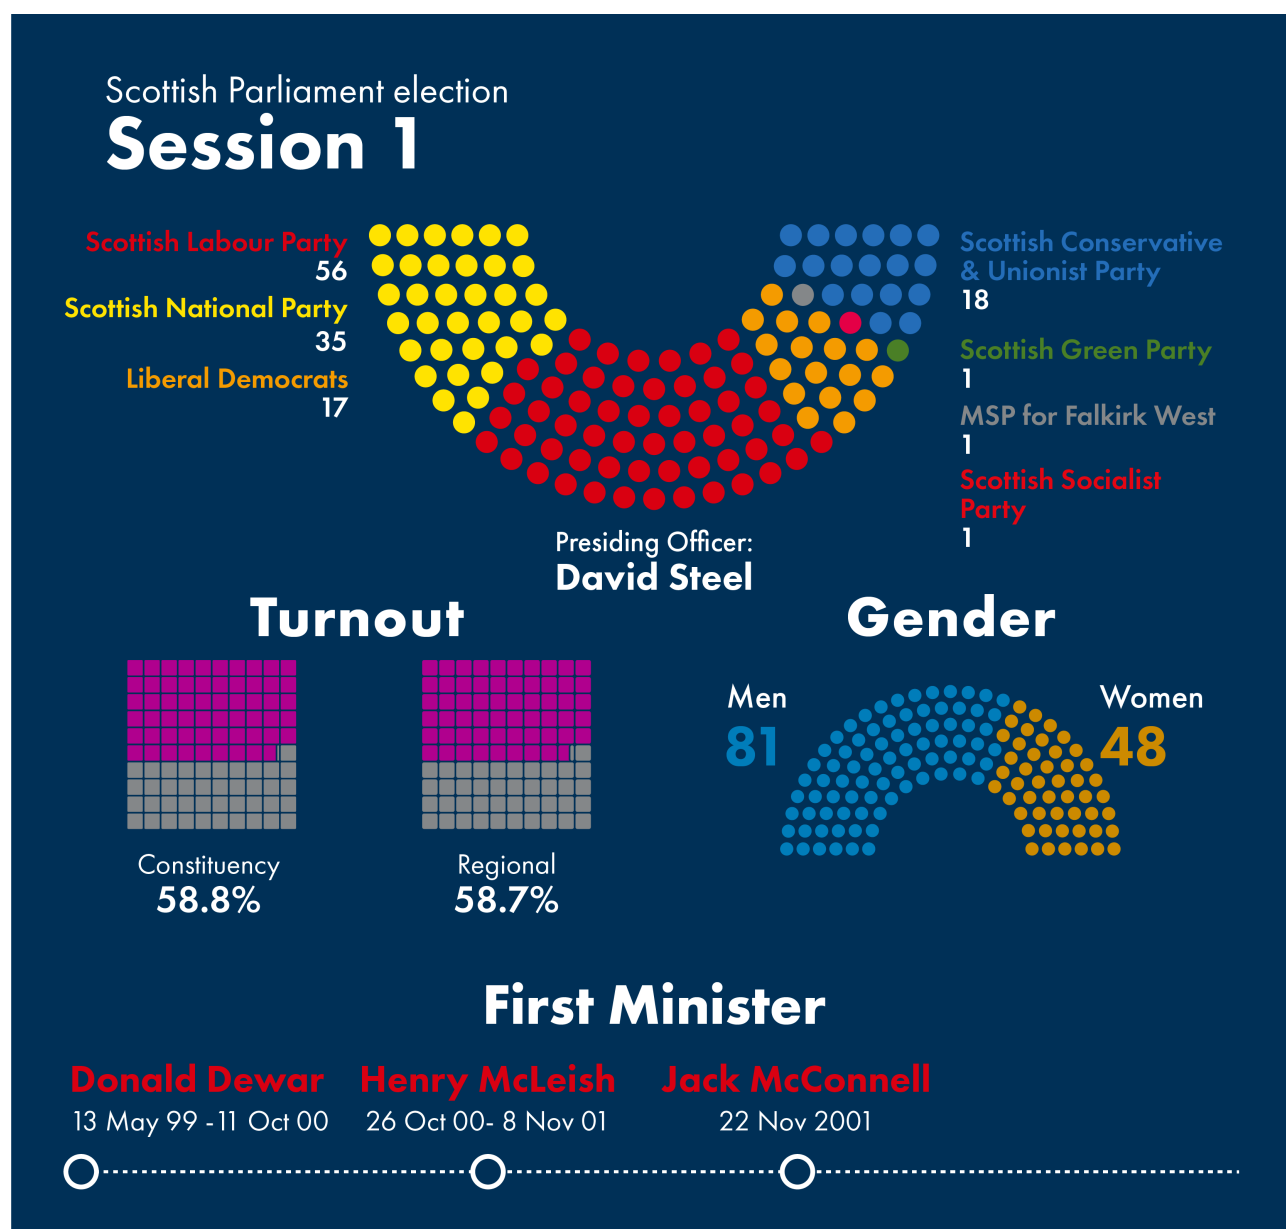 Scottish Parliament election
Session 1
Scottish Labour Party
56
Scottish National Party
35
Liberal Democrats
17
Scottish Conservative
& Unionist Party
18
Scottish Green Party
1
MSP for Falkirk West
1
Scottish Socialist
Party
1
Presiding Officer:
David Steel
Turnout
Constituency
58.8%
Regional
58.7%
Gender
Men
81
Women
48
First Minister
Donald Dewar
13 May 99 -11 Oct 00
Henry McLeish
26 Oct 00- 8 Nov 01
Jack McConnell
22 Nov 2001